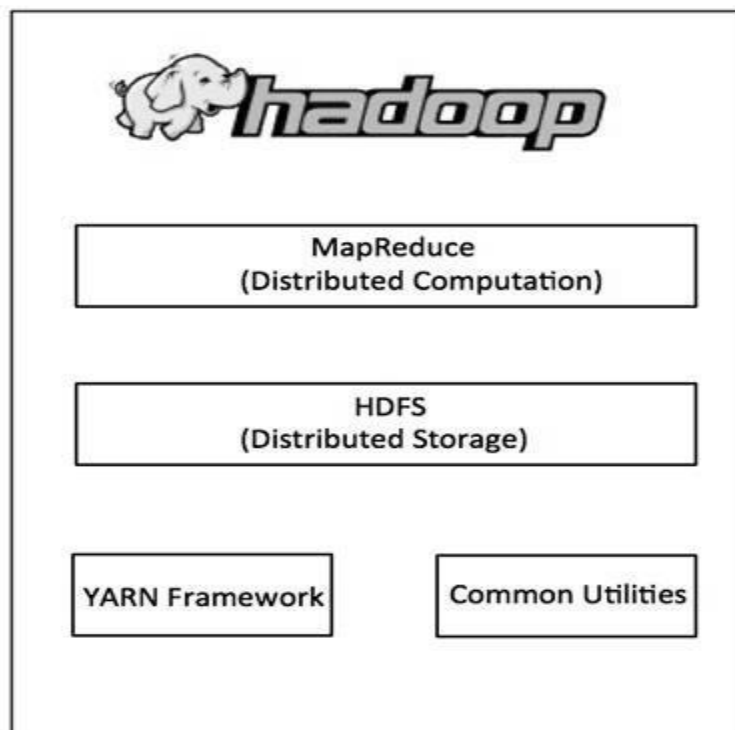 hadoop
MapReduce
(Distributed Computation)
HDFS
(Distributed Storage)
YARN Framework
Common Utilities